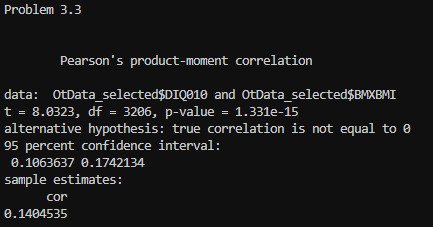 Problem 3.3
Pearson's product-moment correlation
data:  OtData_selected$DIQ010 and OtData_selected$BMXBMI
t = 8.0323, df = 3206, p-value = 1.331e-15
alternative hypothesis: true correlation is not equal to 0
95 percent confidence interval:
 0.1063637 0.1742134
sample estimates:
      cor
0.1404535